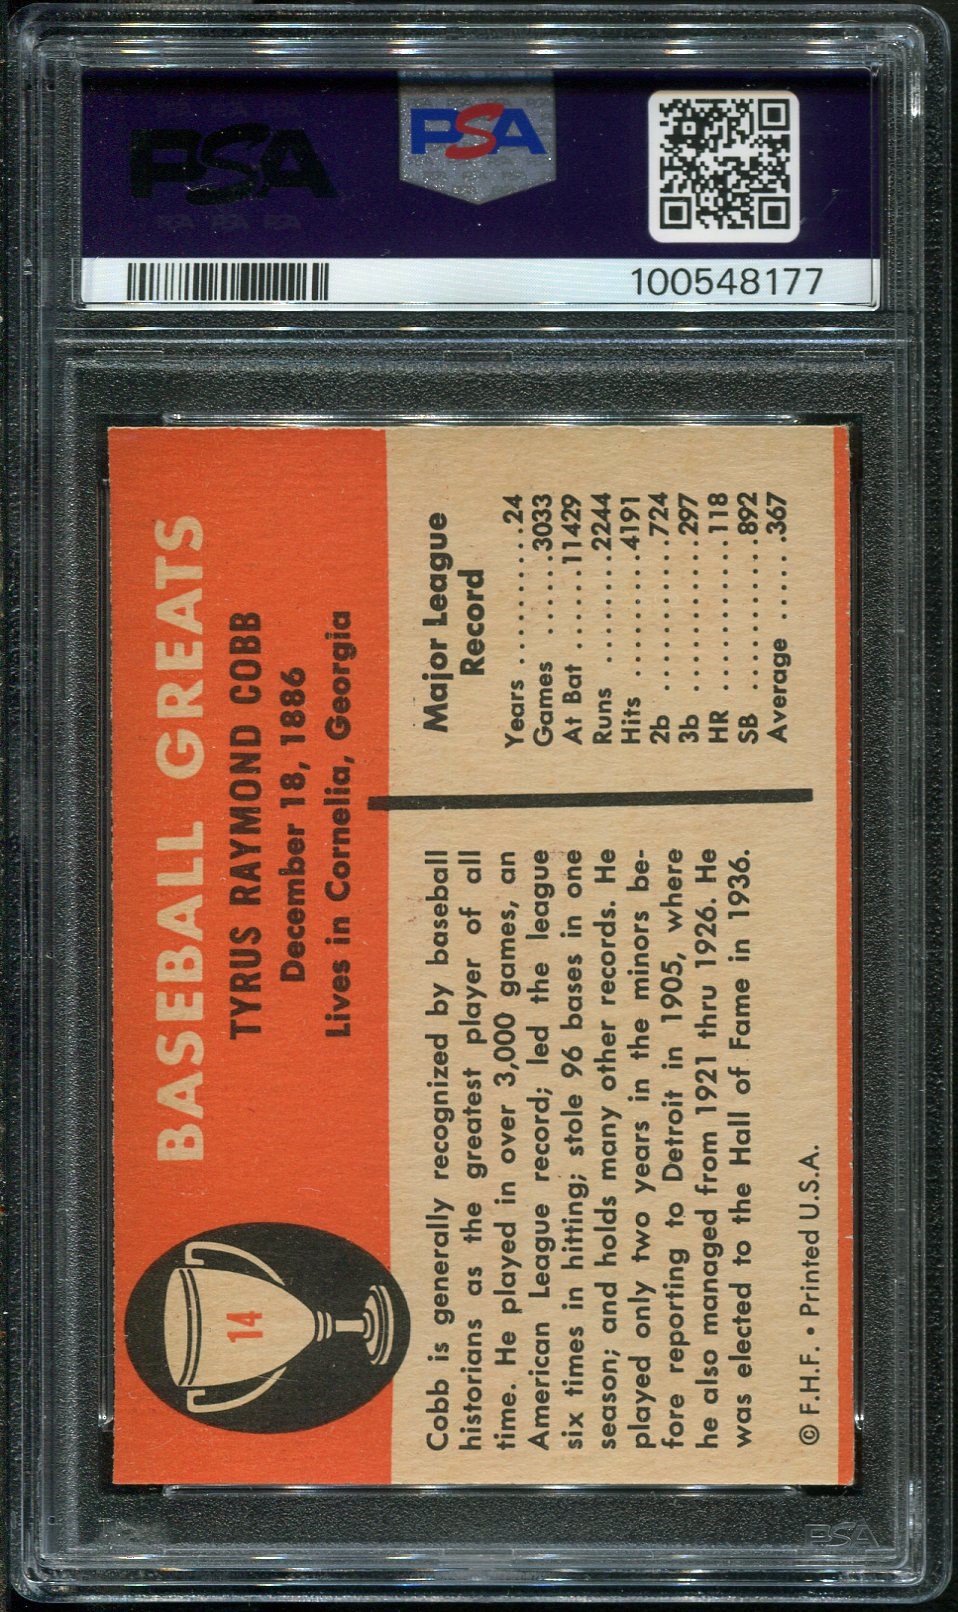 PSA
PSA
100548177
14
BASEBALL GREATS
TYRUS RAYMOND COBB
December 18, 1886
Lives in Cornelia, Georgia
Cobb is generally recognized by baseball
historians as the greatest player of all
time. He played in over 3,000 games, an
American League record; led the league
six times in hitting; stole 96 bases in one
season; and holds many other records. He
played only two years in the minors be-
fore reporting to Detroit in 1905, where
he also managed from 1921 thru 1926. He
was elected to the Hall of Fame in 1936.
Major League
Record
Years ..........24
Games .......3033
At Bat ......11429
Runs .........2244
Hits ..........4191
2b ...........724
3b ...........297
HR ..........118
SB ...........892
Average ......367
© F.H.F. • Printed U.S.A.
PSA